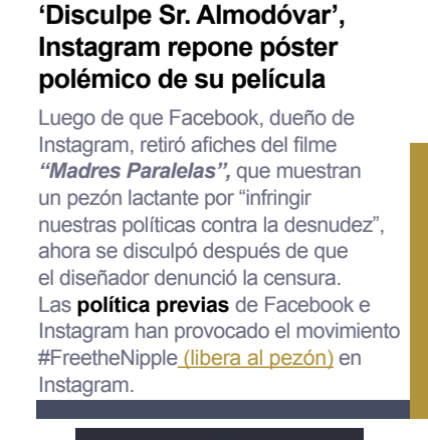 ‘Disculpe Sr. Almodóvar’,
Instagram repone póster
polémico de su película
Luego de que Facebook, dueño de
Instagram, retiró afiches del filme
“Madres Paralelas”, que muestran
un pezón lactante por “infringir
nuestras políticas contra la desnudez”,
ahora se disculpó después de que
el diseñador denunció la censura.
Las política previas de Facebook e
Instagram han provocado el movimiento
#FreetheNipple (libera al pezón) en
Instagram.